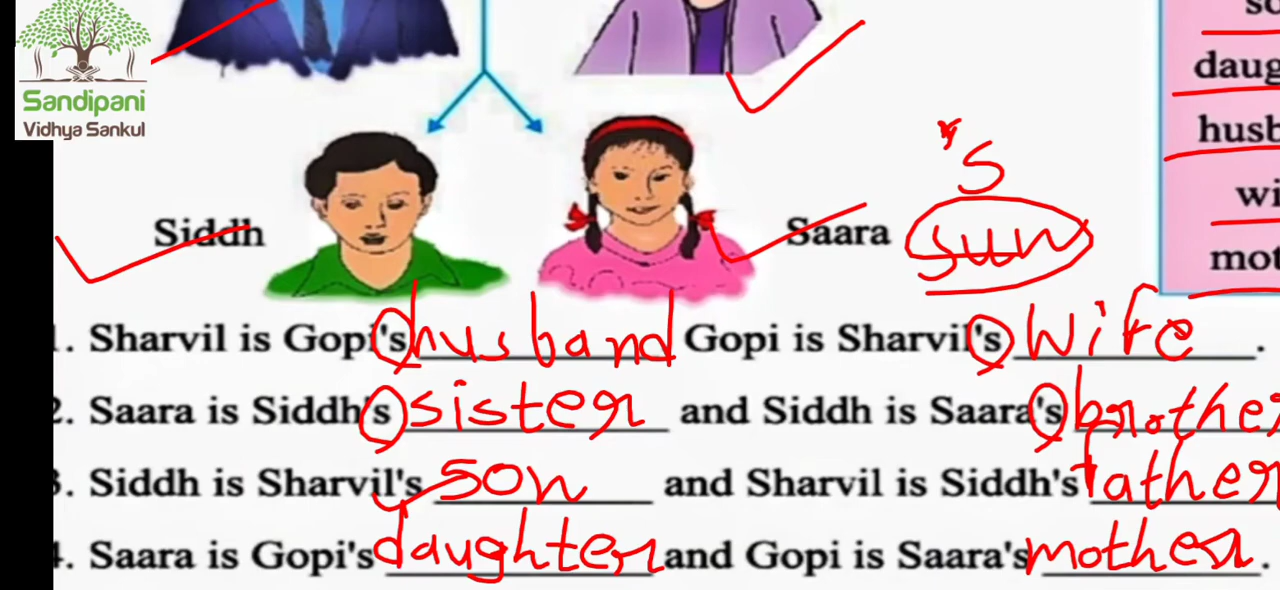 Sandipani
Vidhya Sankul
daug
husb
wi
mot
Siddh
Saara
's
sun
1. Sharvil is Gopi's husband Gopi is Sharvil's wife.
2. Saara is Siddh's sister and Siddh is Saara's brother
3. Siddh is Sharvil's son and Sharvil is Siddh's father
4. Saara is Gopi's daughter and Gopi is Saara's mother.